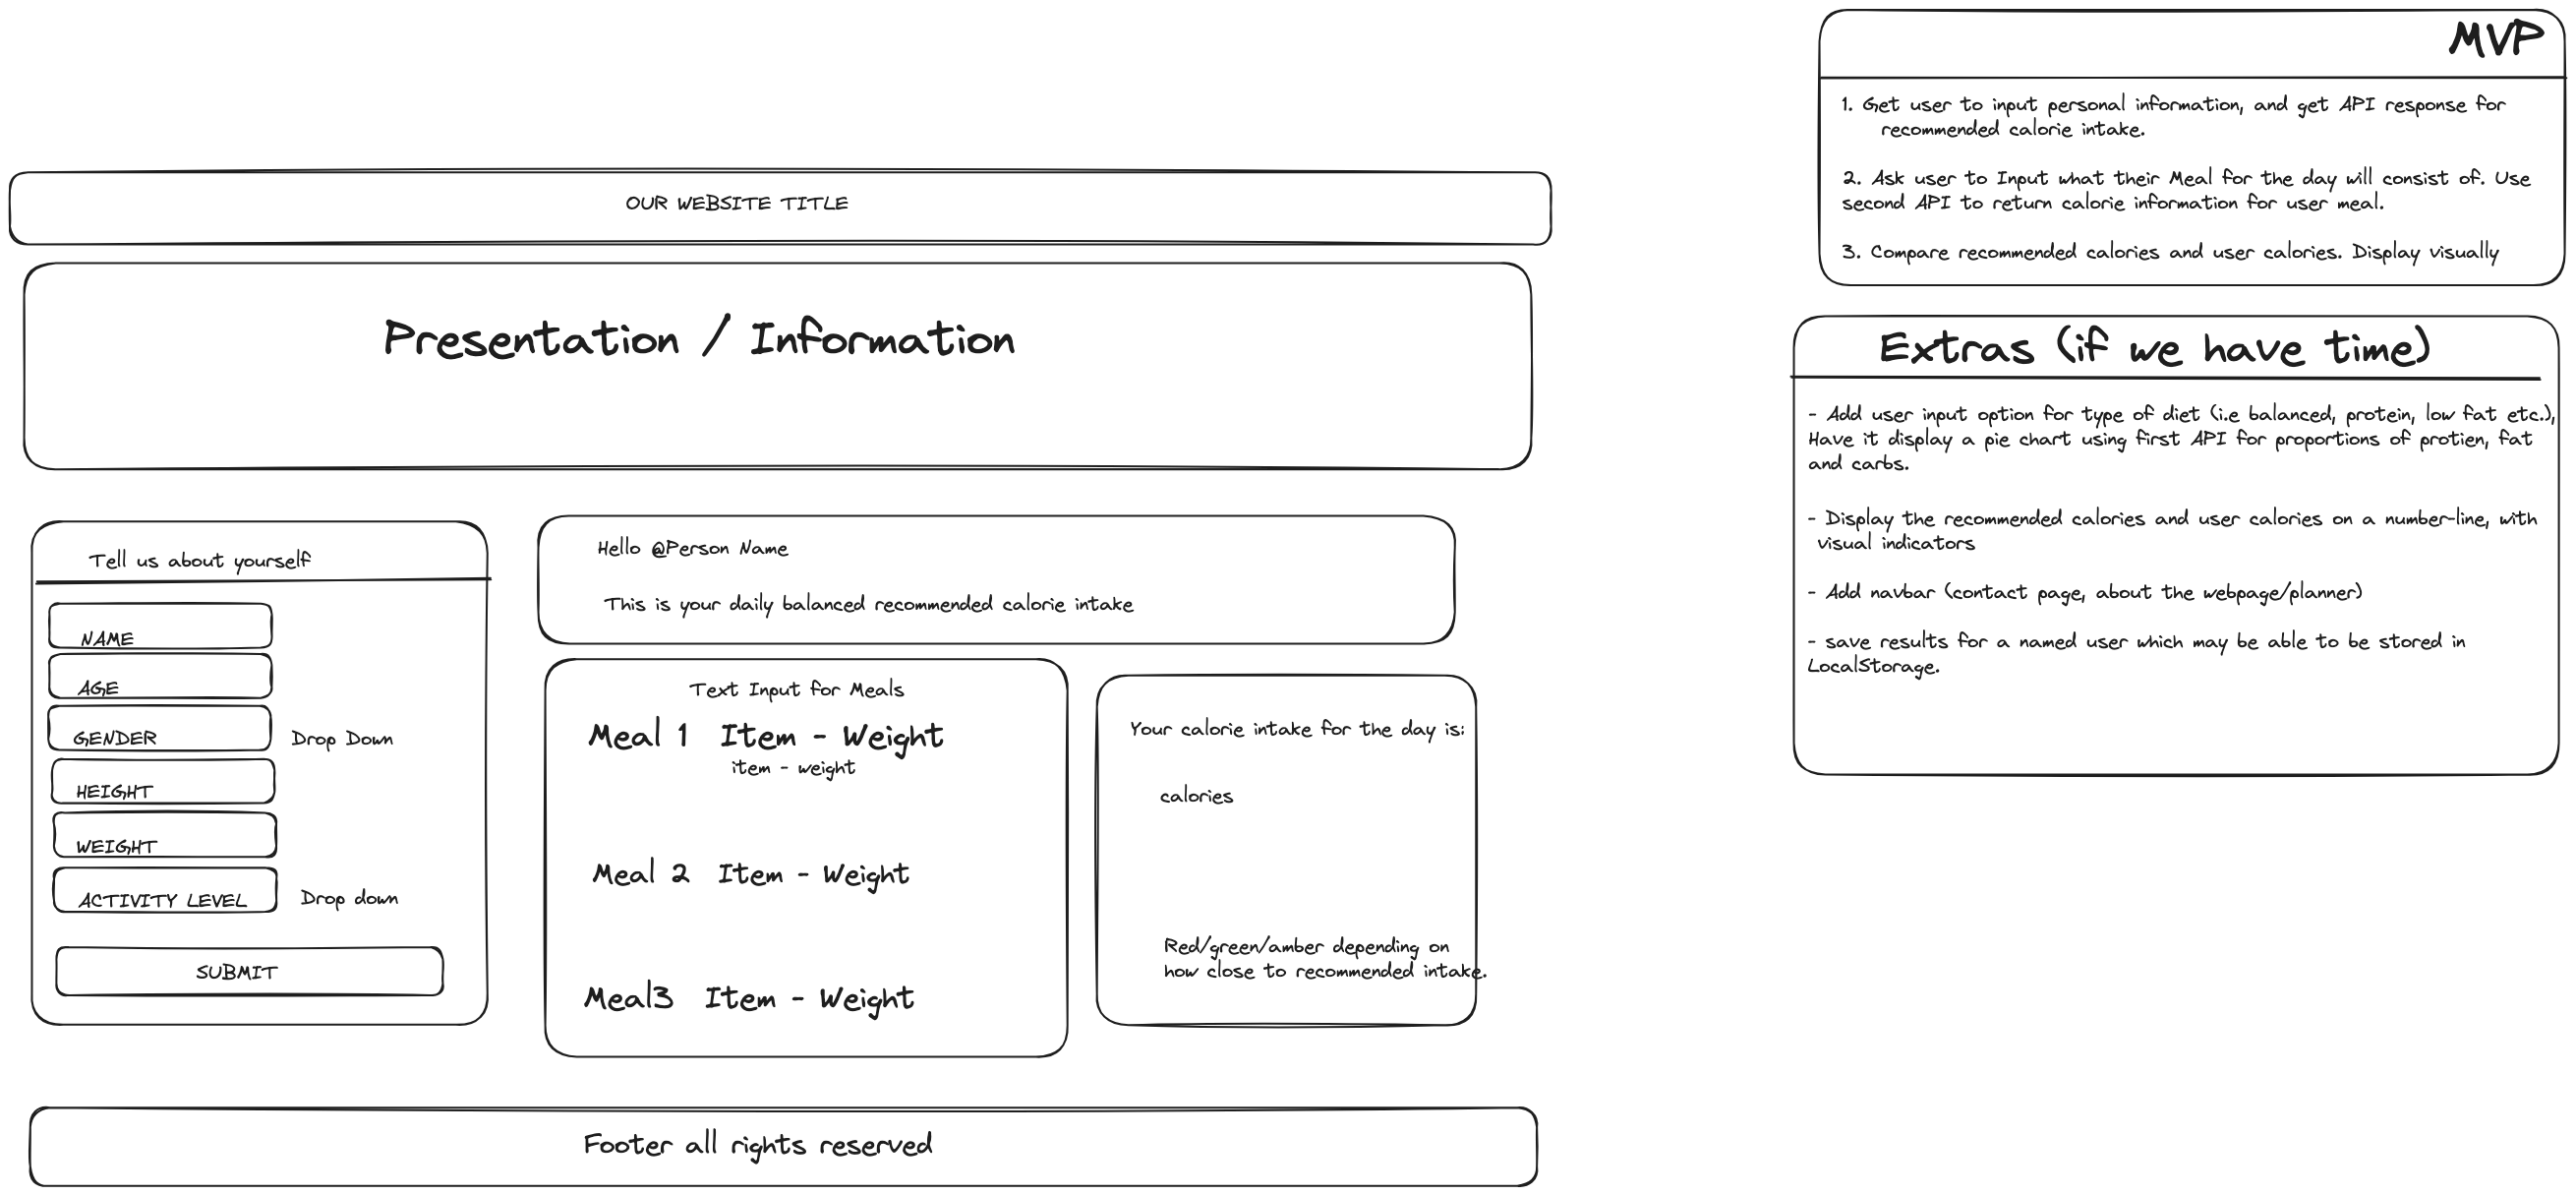 OUR WEBSITE TITLE
Presentation / Information
Tell us about yourself
NAME
AGE
GENDER
Drop Down
HEIGHT
WEIGHT
ACTIVITY LEVEL
Drop down
SUBMIT
Hello @Person Name
This is your daily balanced recommended calorie intake
Text Input for Meals
Meal 1 Item - Weight
item - weight
Meal 2 Item - Weight
Meal3 Item - Weight
Your calorie intake for the day is:
calories
Red/green/amber depending on
how close to recommended intake.
Footer all rights reserved
MVP
1. Get user to input personal information, and get API response for
recommended calorie intake.
2. Ask user to Input what their Meal for the day will consist of. Use
second API to return calorie information for user meal.
3. Compare recommended calories and user calories. Display visually
Extras (if we have time)
- Add user input option for type of diet (i.e balanced, protein, low fat etc.),
Have it display a pie chart using first API for proportions of protien, fat
and carbs.
- Display the recommended calories and user calories on a number-line, with
visual indicators
- Add navbar (contact page, about the webpage/planner)
- save results for a named user which may be able to be stored in
LocalStorage.